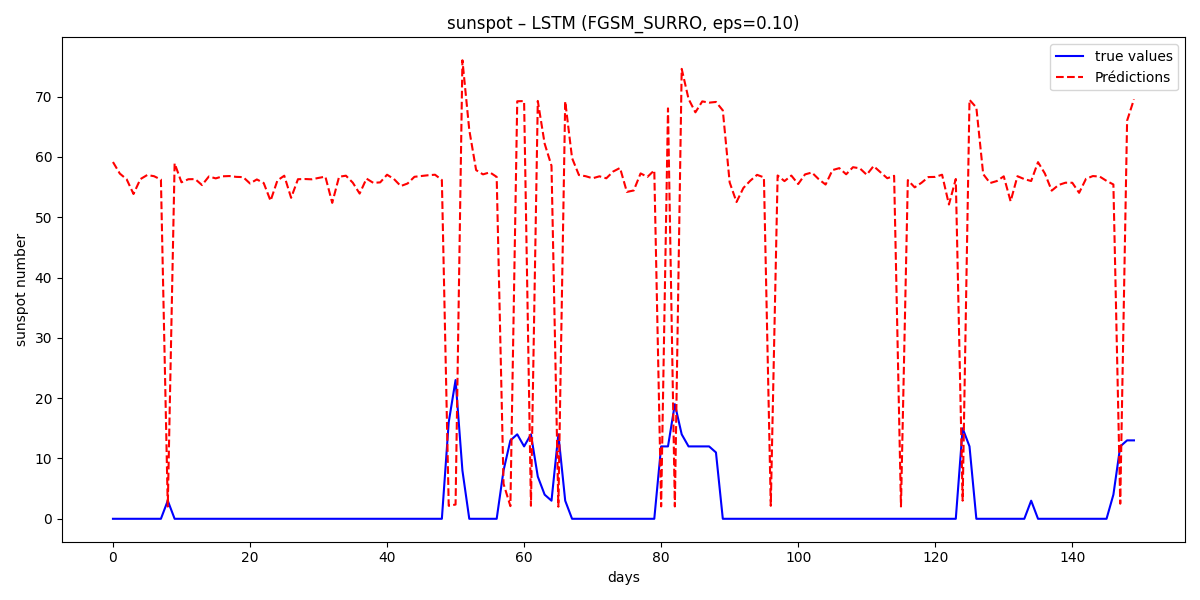 sunspot – LSTM (FGSM_SURRO, eps=0.10)
true values
Prédictions
sunspot number
70
60
50
40
30
20
10
0
0 20 40 60 80 100 120 140
days